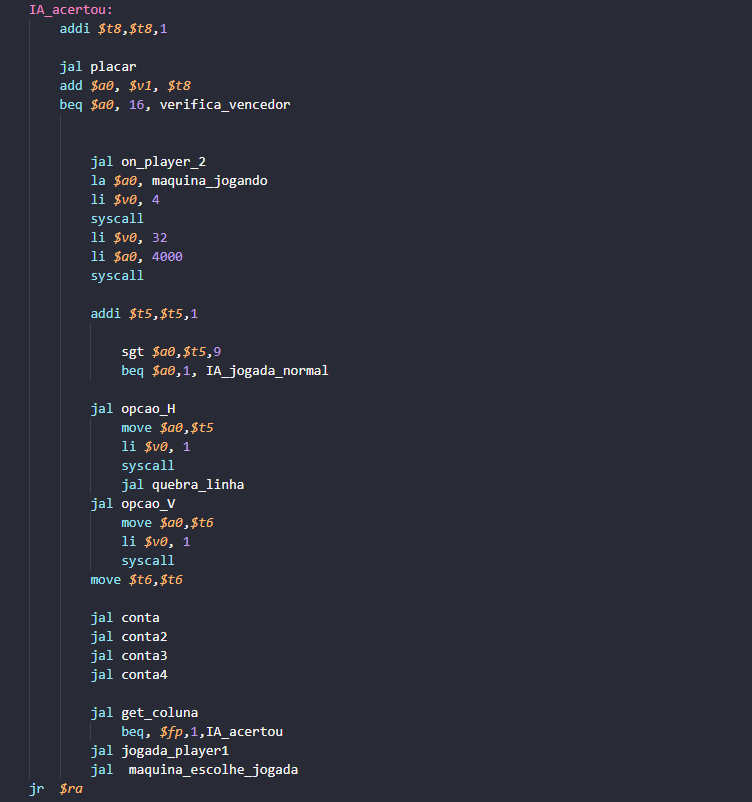 IA_acertou:
addi $t8,$t8,1
jal placar
add $a0, $v1, $t8
beq $a0, 16, verifica_vencedor
jal on_player_2
la $a0, maquina_jogando
li $v0, 4
syscall
li $v0, 32
li $a0, 4000
syscall
addi $t5,$t5,1
sgt $a0,$t5,9
beq $a0,1, IA_jogada_normal
jal opcao_H
move $a0,$t5
li $v0, 1
syscall
jal quebra_linha
jal opcao_V
move $a0,$t6
li $v0, 1
syscall
move $t6,$t6
jal conta
jal conta2
jal conta3
jal conta4
jal get_coluna
beq, $fp,1,IA_acertou
jal jogada_player1
jal  maquina_escolhe_jogada
jr  $ra